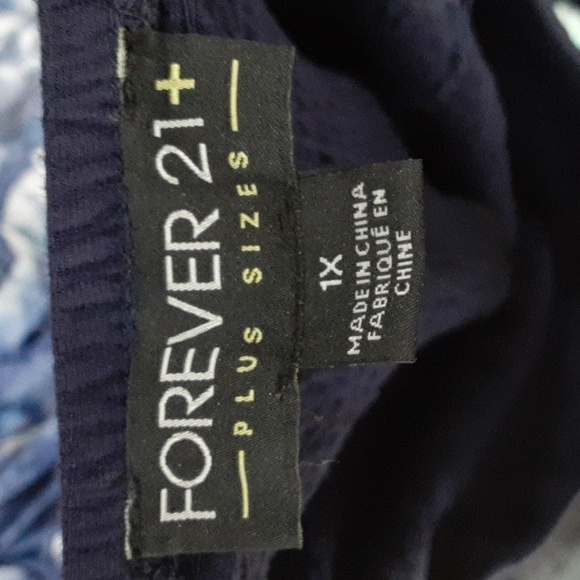 FOREVER 21+
PLUS SIZES
1X
MADE IN CHINA
FABRIQUÉ EN
CHINE